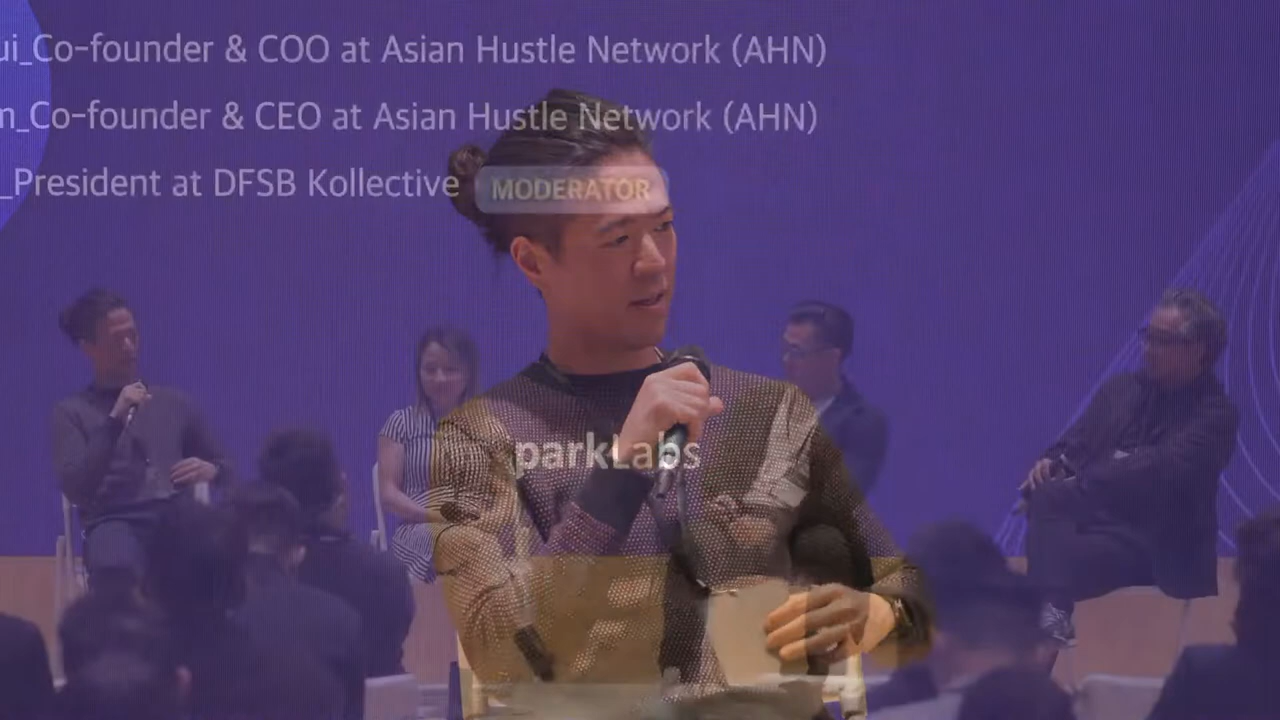 ui_Co-founder & COO at Asian Hustle Network (AHN)
m_Co-founder & CEO at Asian Hustle Network (AHN)
_President at DFSB Kollective MODERATOR
parkLabs